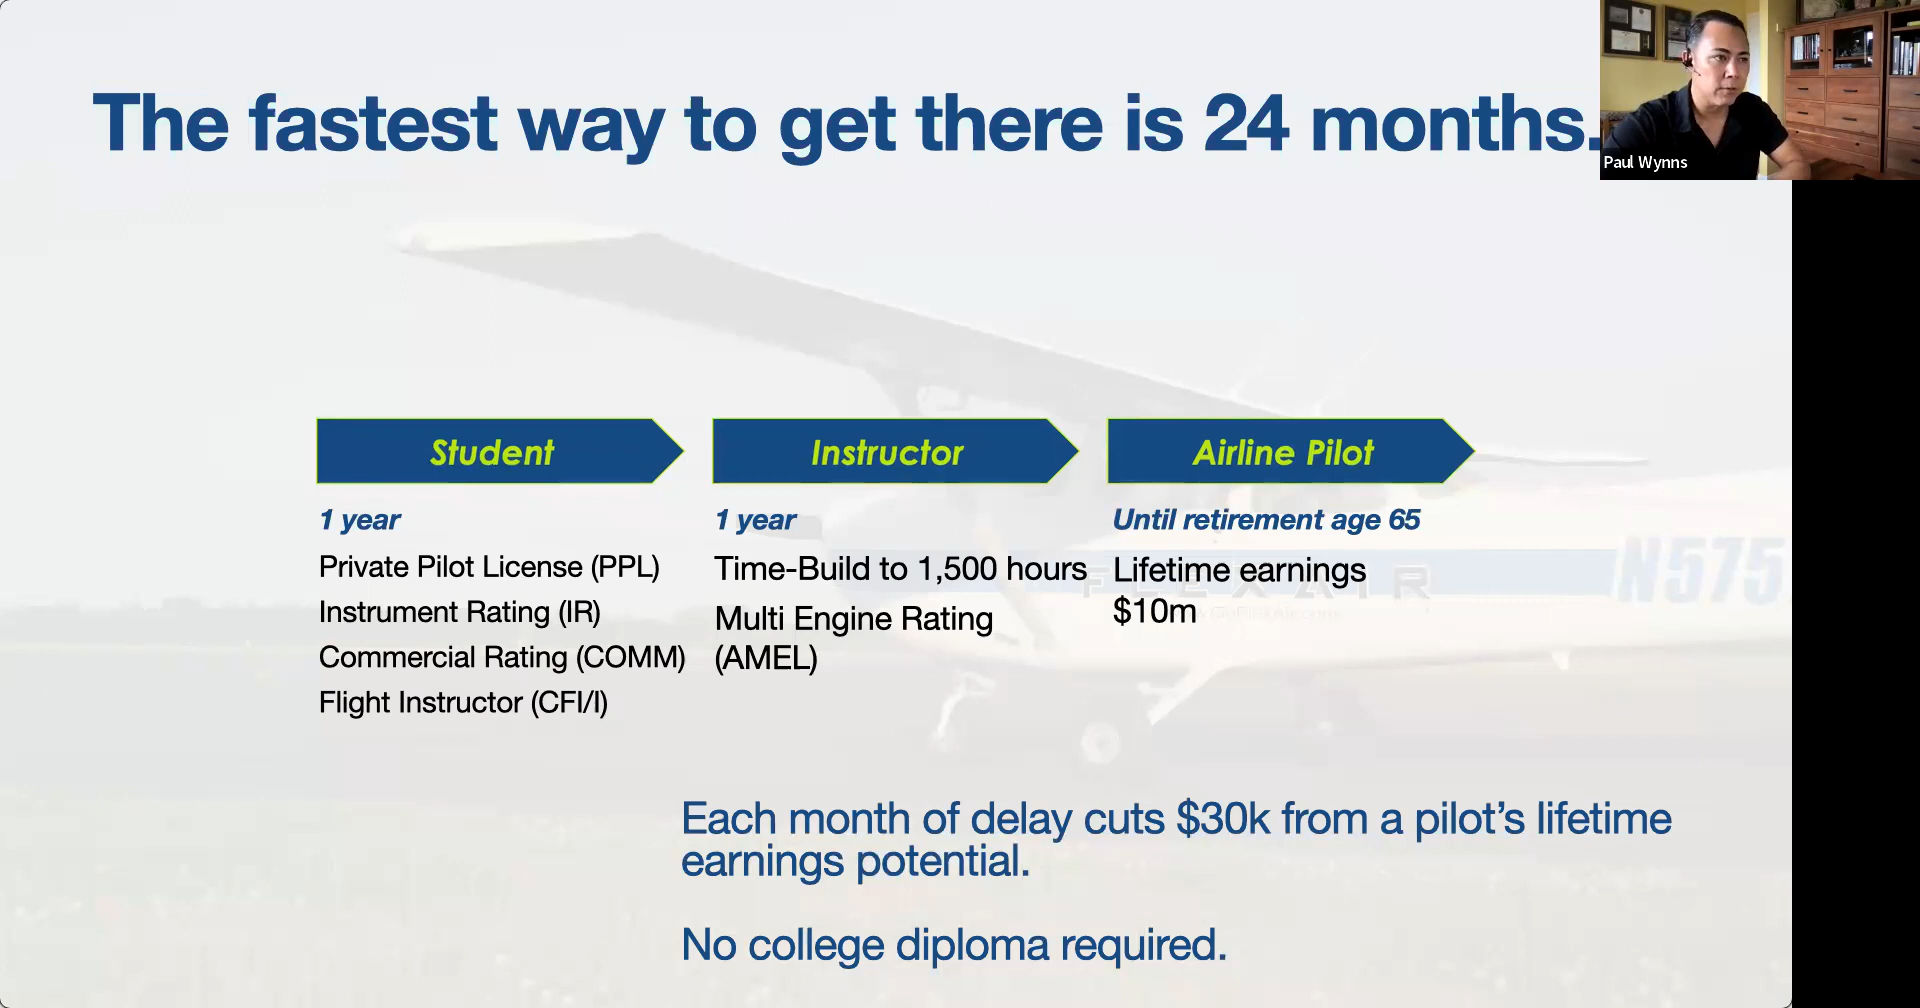 The fastest way to get there is 24 months.
Paul Wynns
Student
Instructor
Airline Pilot
1 year
Private Pilot License (PPL)
Instrument Rating (IR)
Commercial Rating (COMM)
Flight Instructor (CFI/I)
1 year
Time-Build to 1,500 hours
Multi Engine Rating
(AMEL)
Until retirement age 65
Lifetime earnings
$10m
FLEXAIR
N575
Each month of delay cuts $30k from a pilot’s lifetime
earnings potential.
No college diploma required.